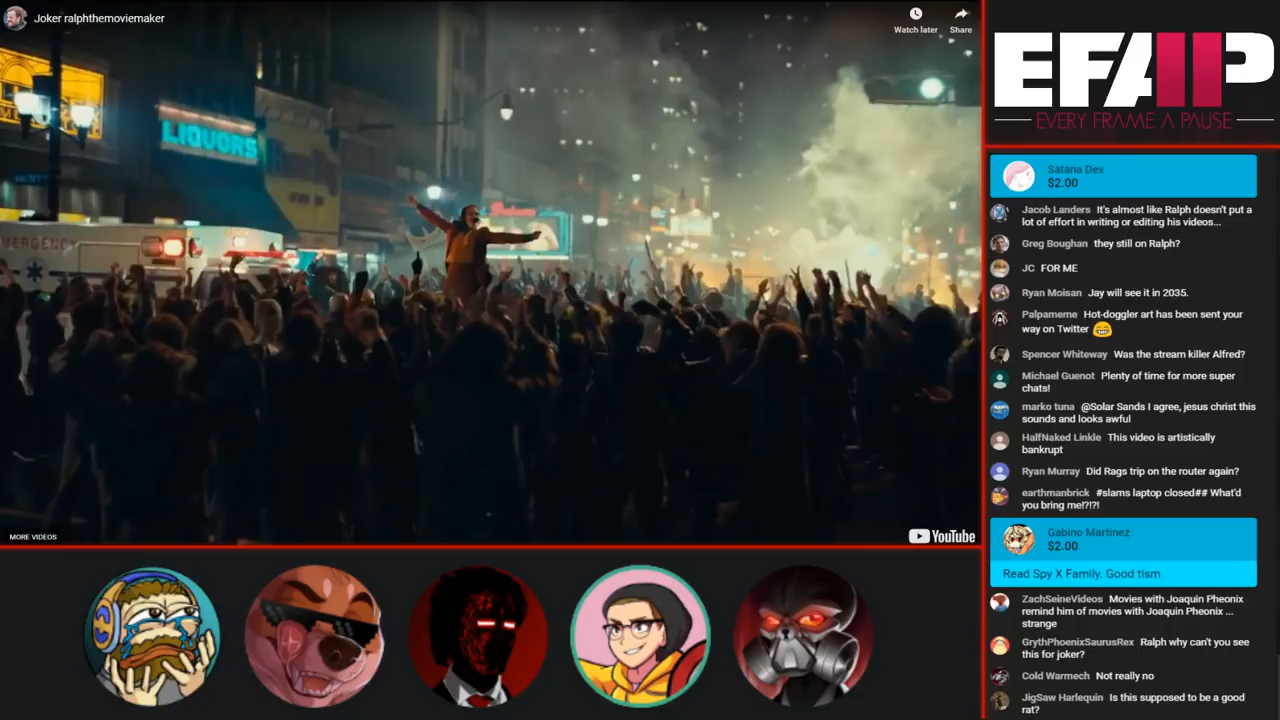 Joker ralphthemoviemaker
Watch later
Share
LIQUORS
EMERGENCY
MORE VIDEOS
YouTube
EFAP
EVERY FRAME A PAUSE
Satana Dev
$2.00
Jacob Landers It's almost like Ralph doesn't put a
lot of effort in writing or editing his videos...
Greg Boughan they still on Ralph?
JC FOR ME
Ryan Moisan Jay will see it in 2035.
Palpameme Hot-doggler art has been sent your
way on Twitter 😁
Spencer Whiteway Was the stream killer Alfred?
Michael Guenot Plenty of time for more super
chats!
marko tuna @Solar Sands I agree, jesus christ this
sounds and looks awful
HalfNaked Linkle This video is artistically
bankrupt
Ryan Murray Did Rags trip on the router again?
earthmanbrick #slams laptop closed## What'd
you bring me!?!?!
Gabino Martinez
$2.00
Read Spy X Family. Good tism
ZachSeineVideos Movies with Joaquin Pheonix
remind him of movies with Joaquin Pheonix ...
strange
GrythPhoenixSaurusRex Ralph why can't you see
this for joker?
Cold Warmech Not really no
JigSaw Harlequin Is this supposed to be a good
rat?